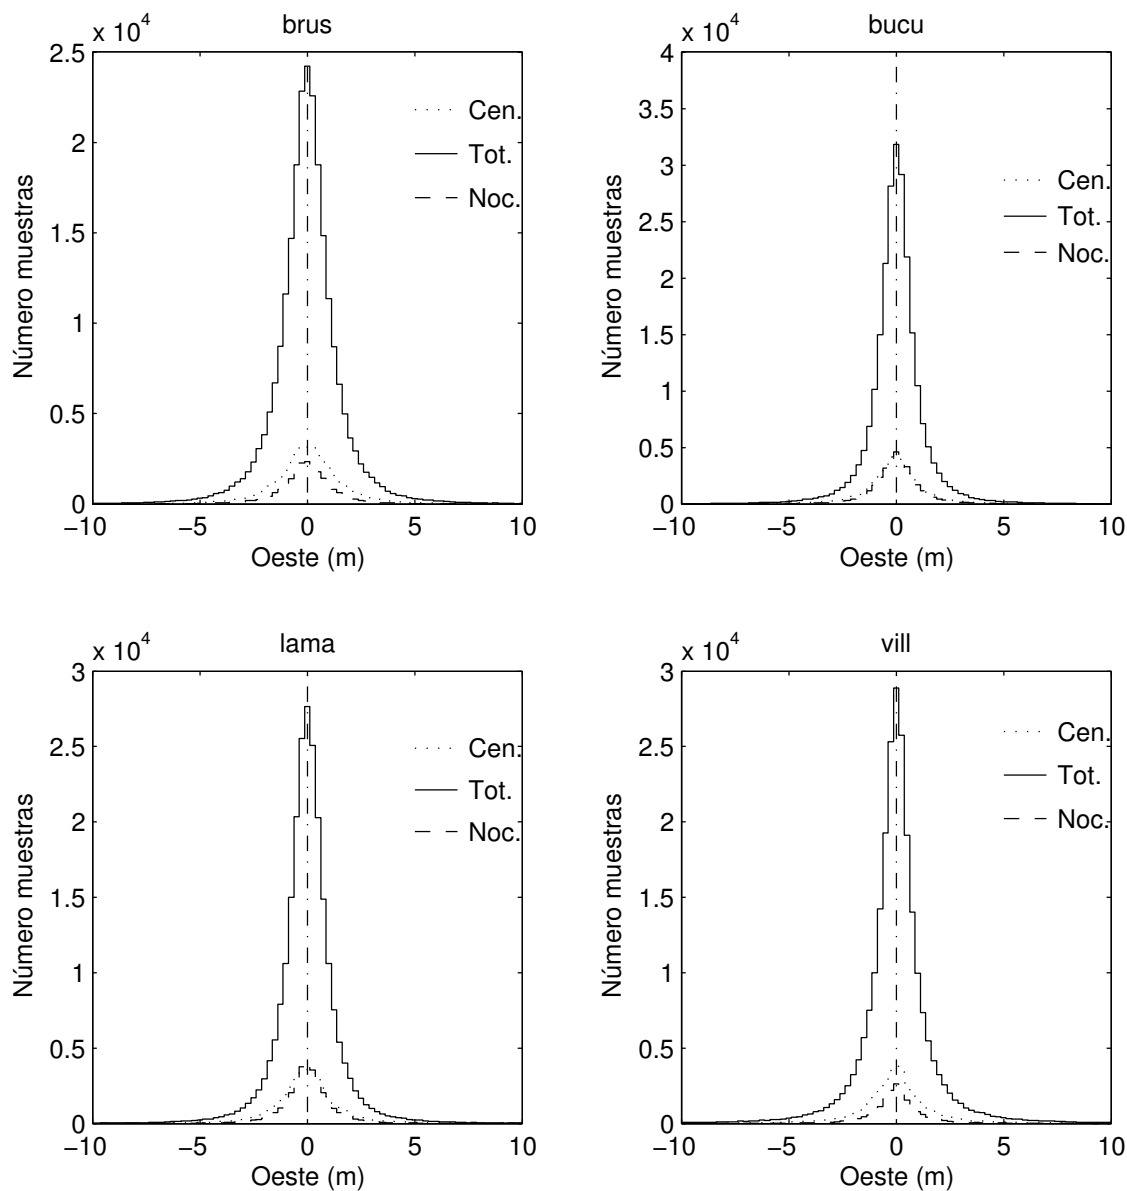 brus
x 10^4
2.5
2
1.5
1
0.5
0
Número muestras
Cen.
Tot.
Noc.
−10 −5 0 5 10
Oeste (m)
bucu
x 10^4
4
3.5
3
2.5
2
1.5
1
0.5
0
Número muestras
Cen.
Tot.
Noc.
−10 −5 0 5 10
Oeste (m)
lama
x 10^4
3
2.5
2
1.5
1
0.5
0
Número muestras
Cen.
Tot.
Noc.
−10 −5 0 5 10
Oeste (m)
vill
x 10^4
3
2.5
2
1.5
1
0.5
0
Número muestras
Cen.
Tot.
Noc.
−10 −5 0 5 10
Oeste (m)